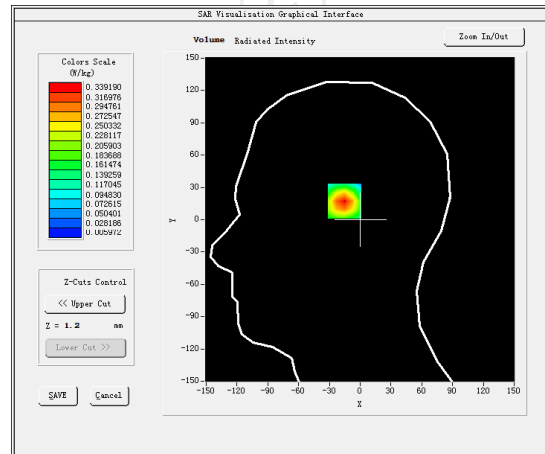 SAR Visualisation Graphical Interface
Volume Radiated Intensity
Zoom In/Out
Colors Scale
(W/kg)
0.339190
0.316976
0.294761
0.272547
0.250332
0.228117
0.205903
0.183688
0.161474
0.139259
0.117045
0.094830
0.072615
0.050401
0.028186
0.005972
Z-Cuts Control
<< Upper Cut
Z = 1.2 mm
Lower Cut >>
SAVE Cancel
150
120
90
60
30
0
-30
-60
-90
-120
-150
Y
-150 -120 -90 -60 -30 0 30 60 90 120 150
X